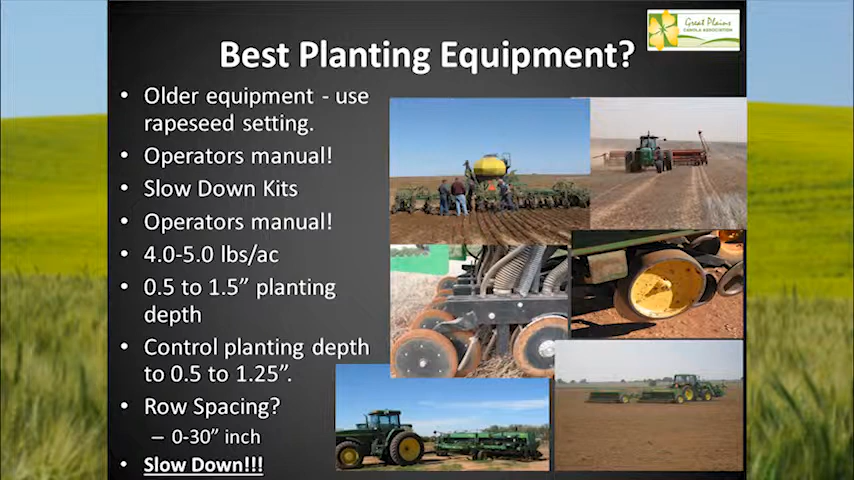 Great Plains
CANOLA ASSOCIATION
Best Planting Equipment?
• Older equipment - use
rapeseed setting.
• Operators manual!
• Slow Down Kits
• Operators manual!
• 4.0-5.0 lbs/ac
• 0.5 to 1.5” planting
depth
• Control planting depth
to 0.5 to 1.25”.
• Row Spacing?
– 0-30” inch
• Slow Down!!!